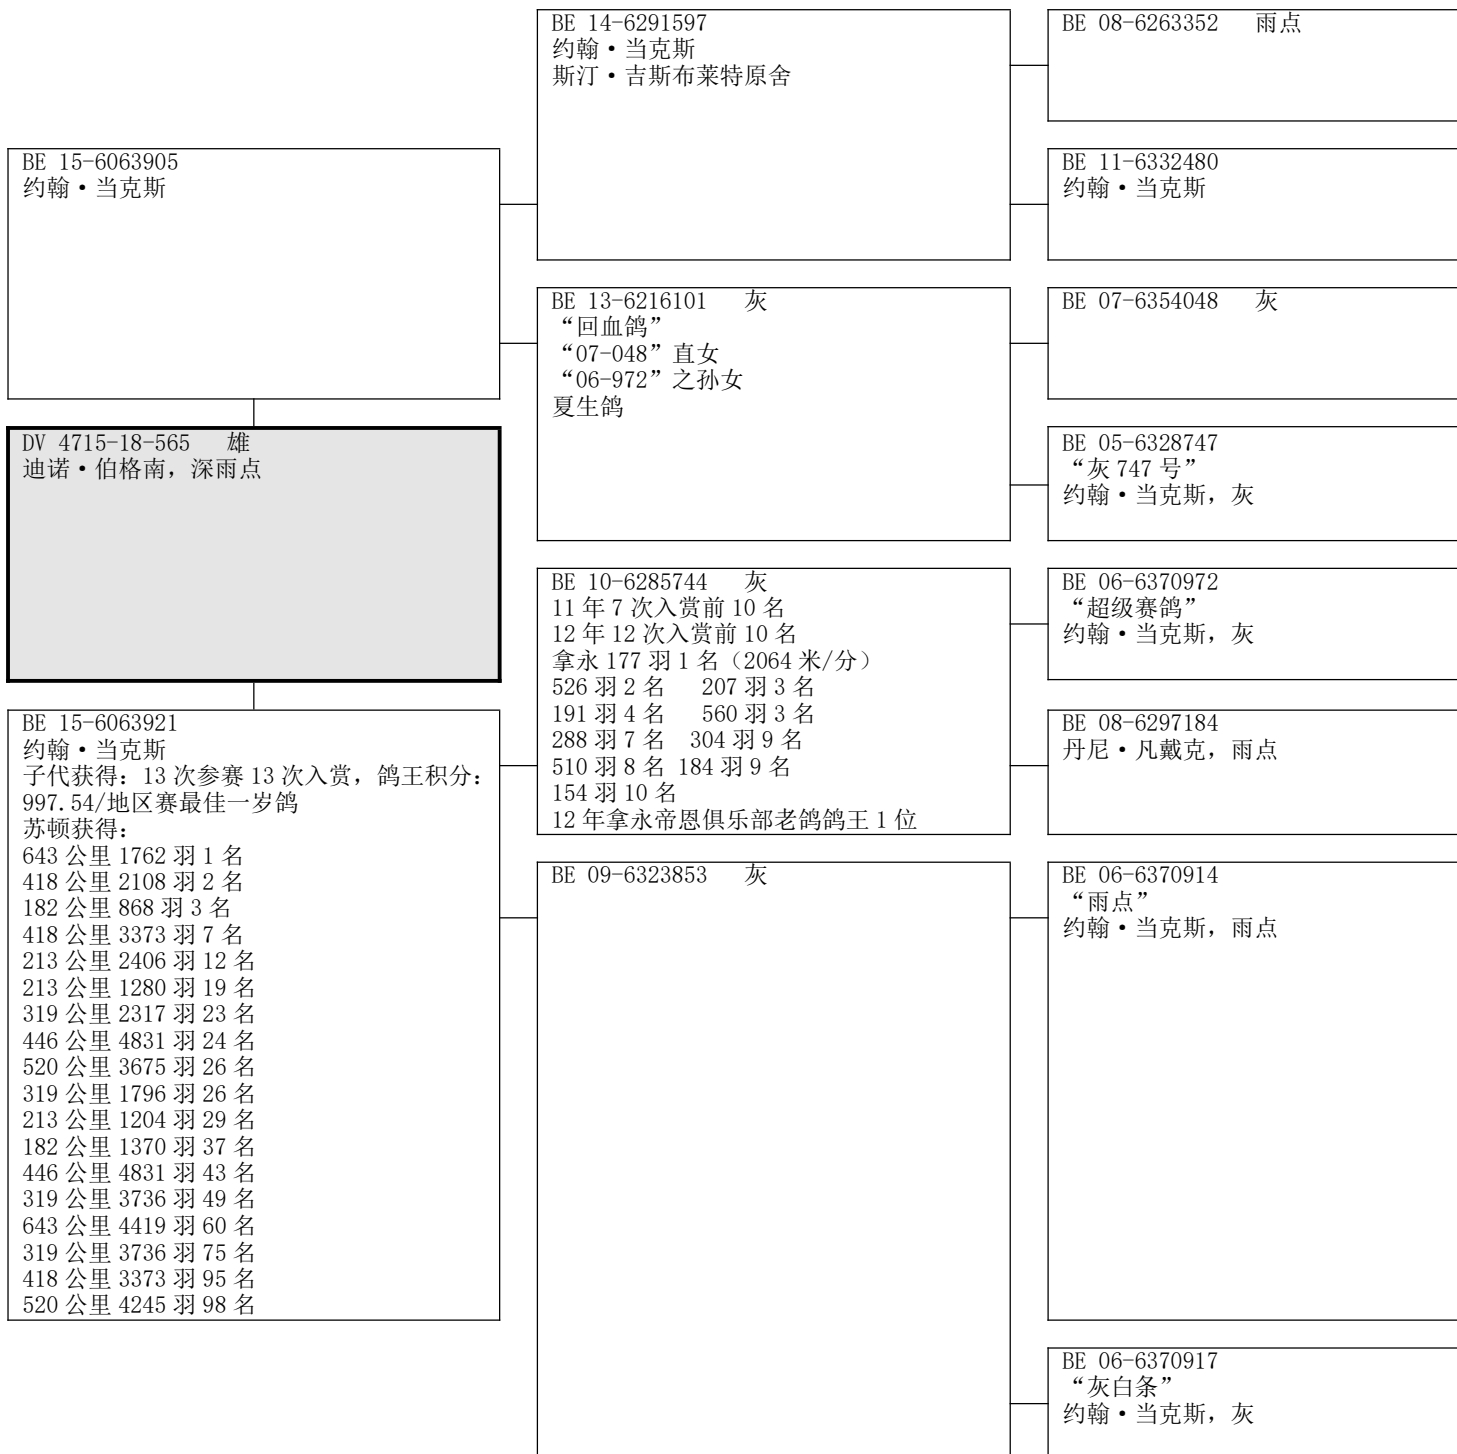 BE 14-6291597
约翰·当克斯
斯汀·吉斯布莱特原舍
BE 08-6263352 雨点
BE 15-6063905
约翰·当克斯
BE 11-6332480
约翰·当克斯
BE 13-6216101 灰
“回血鸽”
“07-048”直女
“06-972”之孙女
夏生鸽
BE 07-6354048 灰
DV 4715-18-565 雄
迪诺·伯格南，深雨点
BE 05-6328747
“灰 747 号”
约翰·当克斯，灰
BE 10-6285744 灰
11 年 7 次入赏前 10 名
12 年 12 次入赏前 10 名
拿永 177 羽 1 名（2064 米/分）
526 羽 2 名 207 羽 3 名
191 羽 4 名 560 羽 3 名
288 羽 7 名 304 羽 9 名
510 羽 8 名 184 羽 9 名
154 羽 10 名
12 年拿永帝恩俱乐部老鸽鸽王 1 位
BE 06-6370972
“超级赛鸽”
约翰·当克斯，灰
BE 08-6297184
丹尼·凡戴克，雨点
BE 15-6063921
约翰·当克斯
子代获得：13 次参赛 13 次入赏，鸽王积分：
997.54/地区赛最佳一岁鸽
苏顿获得：
643 公里 1762 羽 1 名
418 公里 2108 羽 2 名
182 公里 868 羽 3 名
418 公里 3373 羽 7 名
213 公里 2406 羽 12 名
213 公里 1280 羽 19 名
319 公里 2317 羽 23 名
446 公里 4831 羽 24 名
520 公里 3675 羽 26 名
319 公里 1796 羽 26 名
213 公里 1204 羽 29 名
182 公里 1370 羽 37 名
446 公里 4831 羽 43 名
319 公里 3736 羽 49 名
643 公里 4419 羽 60 名
319 公里 3736 羽 75 名
418 公里 3373 羽 95 名
520 公里 4245 羽 98 名
BE 09-6323853 灰
BE 06-6370914
“雨点”
约翰·当克斯，雨点
BE 06-6370917
“灰白条”
约翰·当克斯，灰